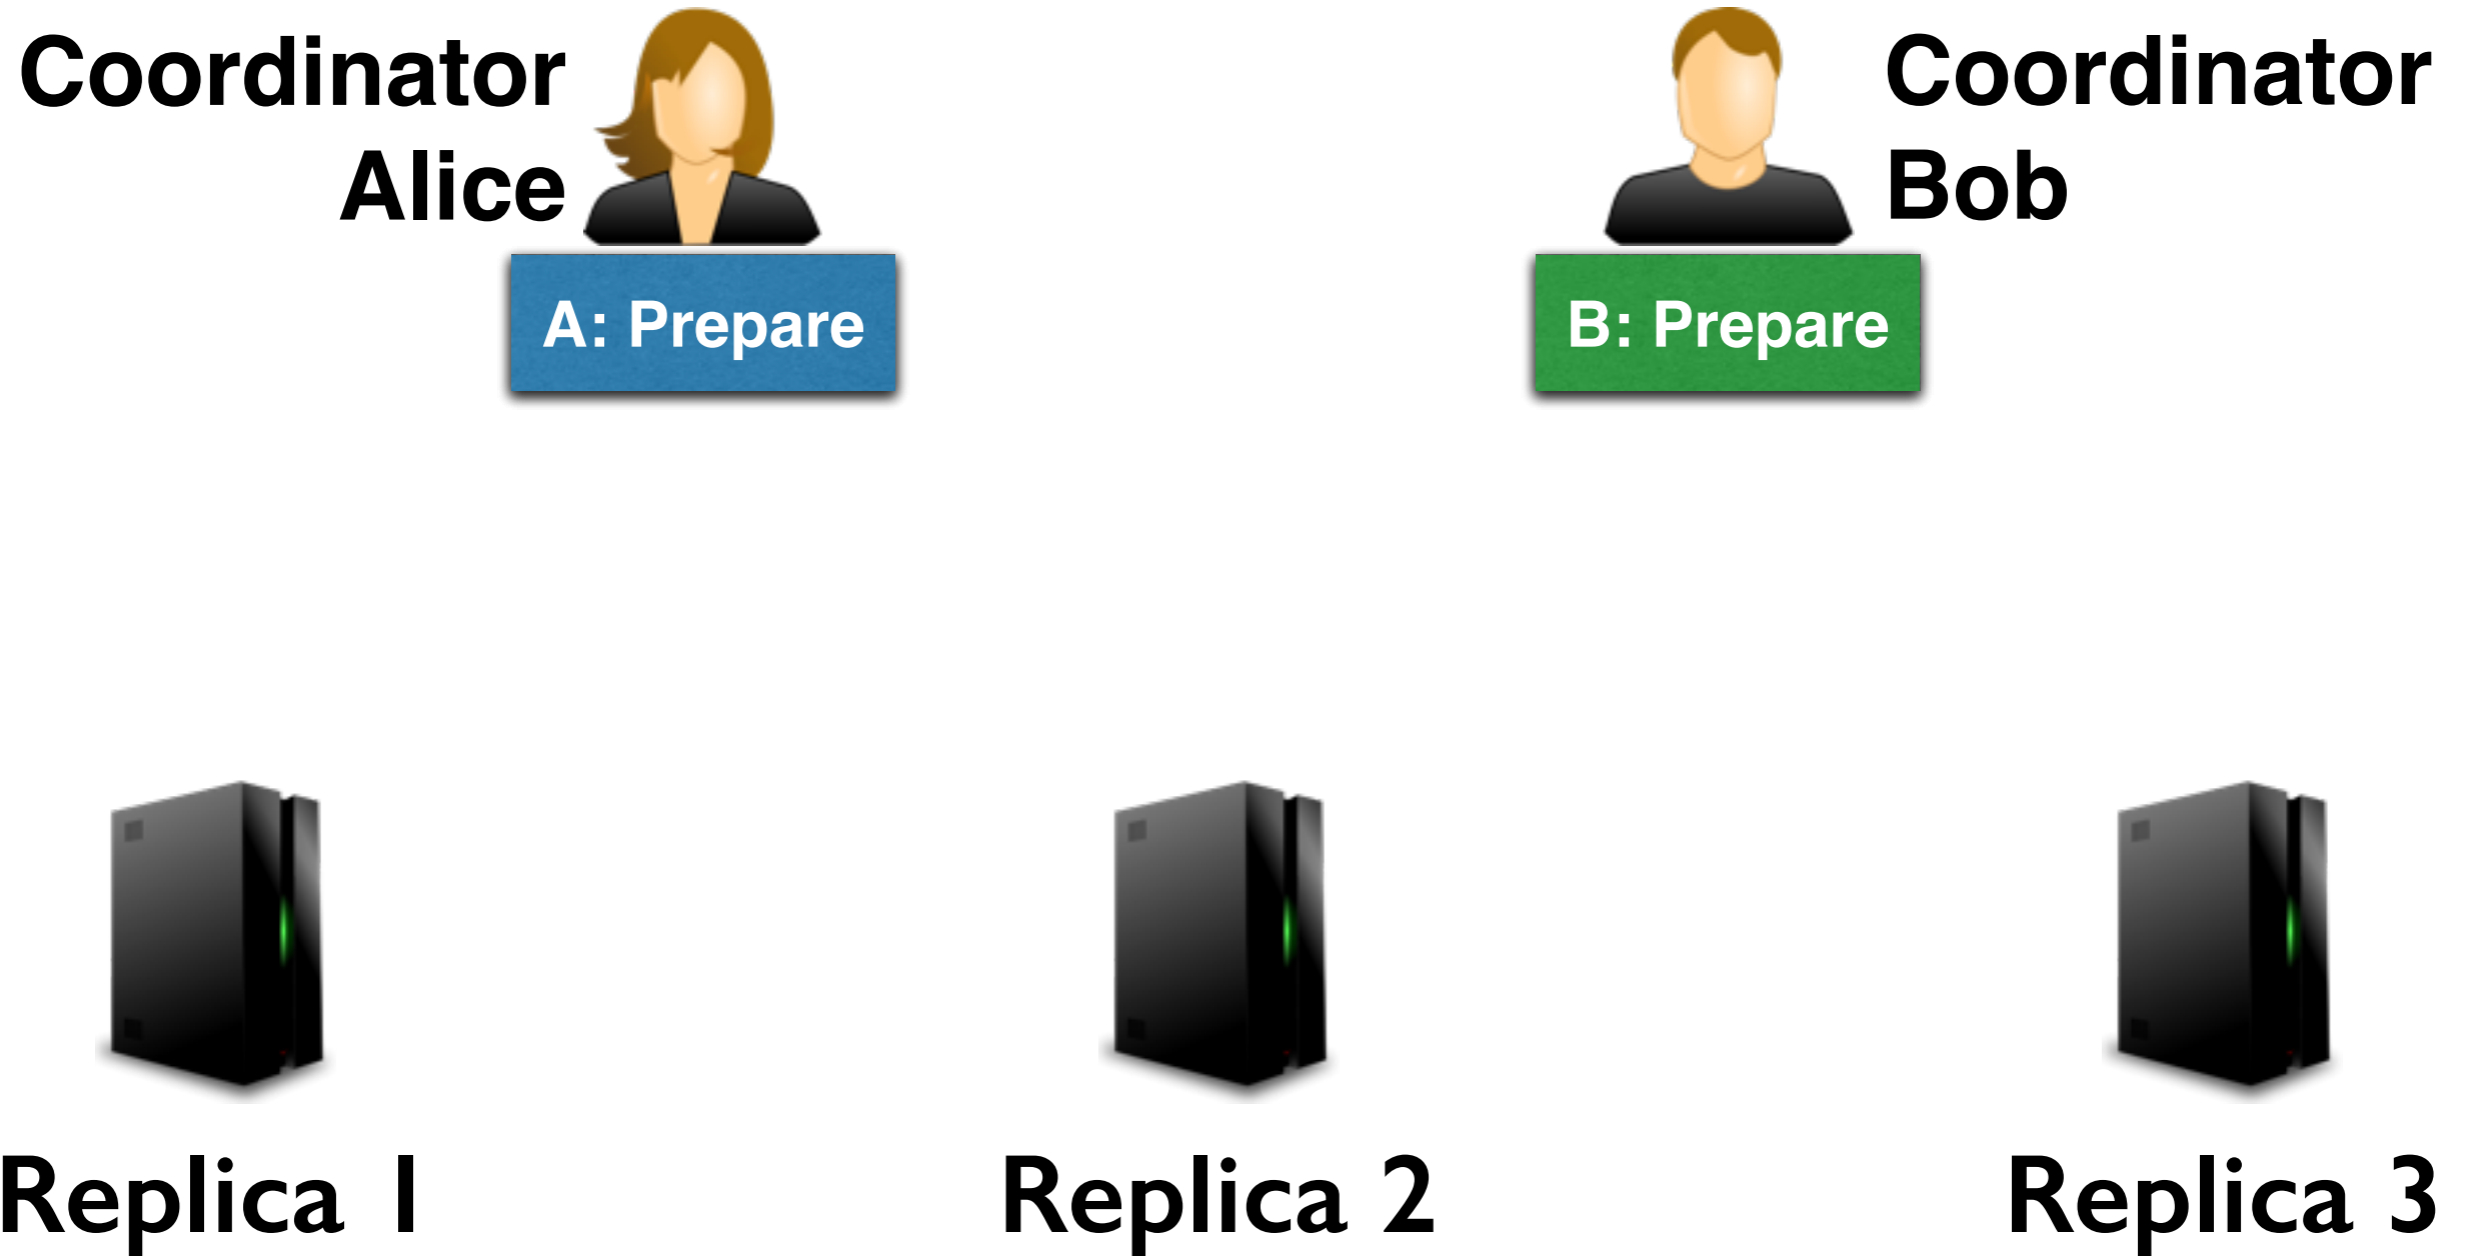 Coordinator
Alice
Coordinator
Bob
A: Prepare
B: Prepare
Replica 1
Replica 2
Replica 3